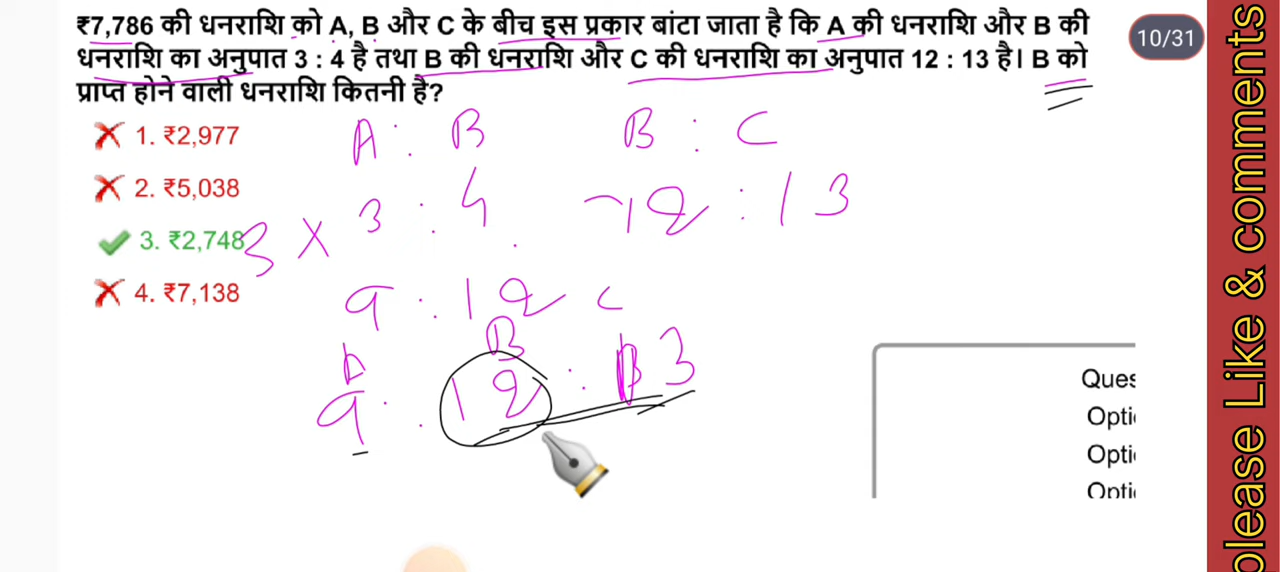 ₹7,786 की धनराशि को A, B और C के बीच इस प्रकार बांटा जाता है कि A की धनराशि और B की
धनराशि का अनुपात 3 : 4 है तथा B की धनराशि और C की धनराशि का अनुपात 12 : 13 है। B को
प्राप्त होने वाली धनराशि कितनी है?
1. ₹2,977
2. ₹5,038
3. ₹2,748
4. ₹7,138
A : B B : C
3 × 3 : 4 12 : 13
9 : 12 C
A B
9 : 12 : 13
10/31
Ques
Opti
Opti
Opti
please Like & comments